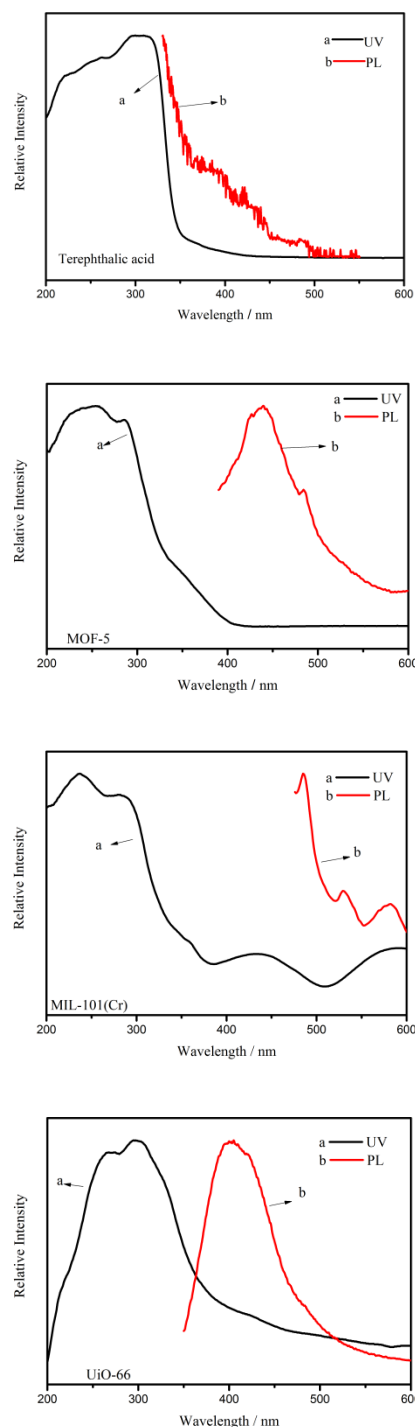 a UV
b PL
a
b
Relative Intensity
Terephthalic acid
200 300 400 500 600
Wavelength / nm
a UV
b PL
a
b
Relative Intensity
MOF-5
200 300 400 500 600
Wavelength / nm
a UV
b PL
a
b
Relative Intensity
MIL-101(Cr)
200 300 400 500 600
Wavelength / nm
a UV
b PL
a
b
Relative Intensity
UiO-66
200 300 400 500 600
Wavelength / nm